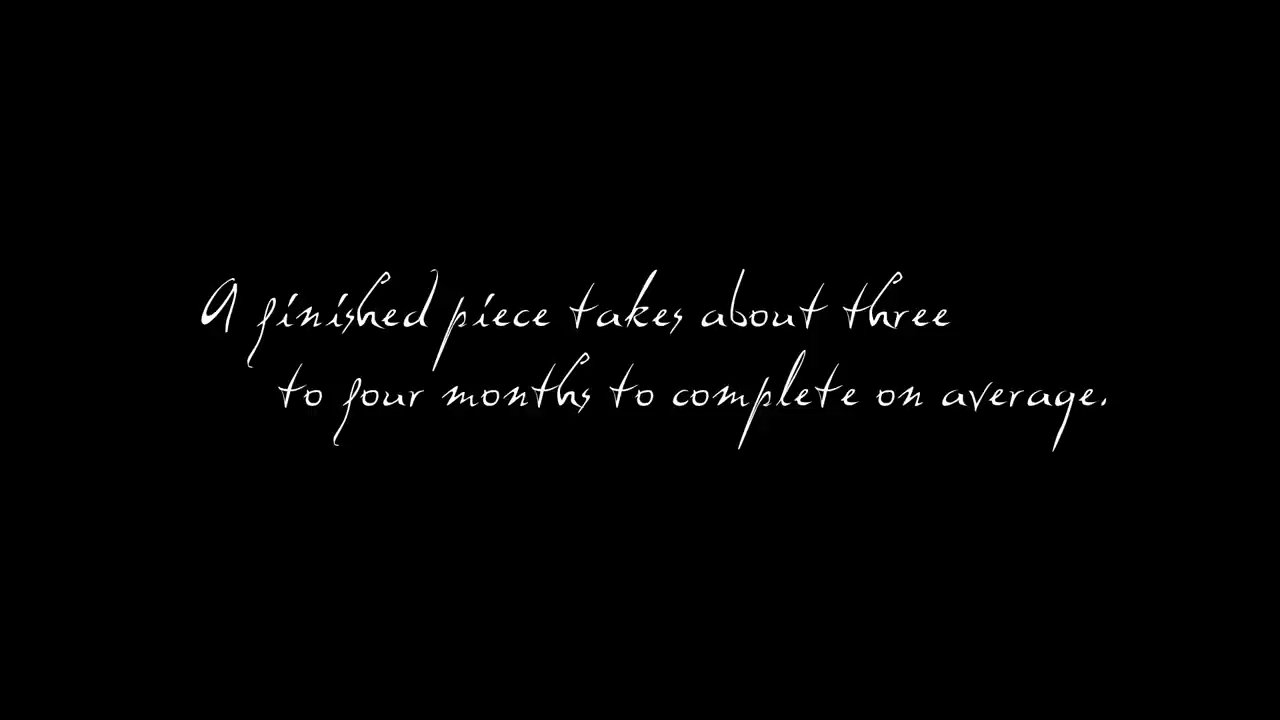 A finished piece takes about three
to four months to complete on average.